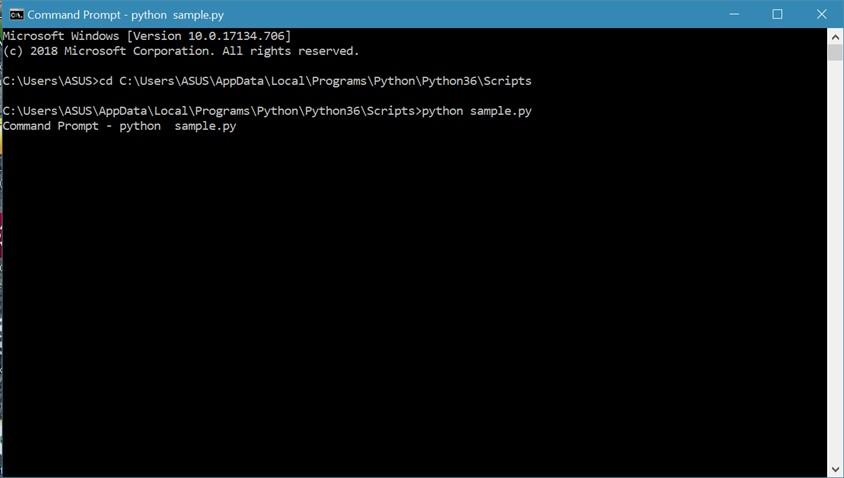 Command Prompt - python  sample.py
Microsoft Windows [Version 10.0.17134.706]
(c) 2018 Microsoft Corporation. All rights reserved.
C:\Users\ASUS>cd C:\Users\ASUS\AppData\Local\Programs\Python\Python36\Scripts
C:\Users\ASUS\AppData\Local\Programs\Python\Python36\Scripts>python sample.py
Command Prompt - python  sample.py